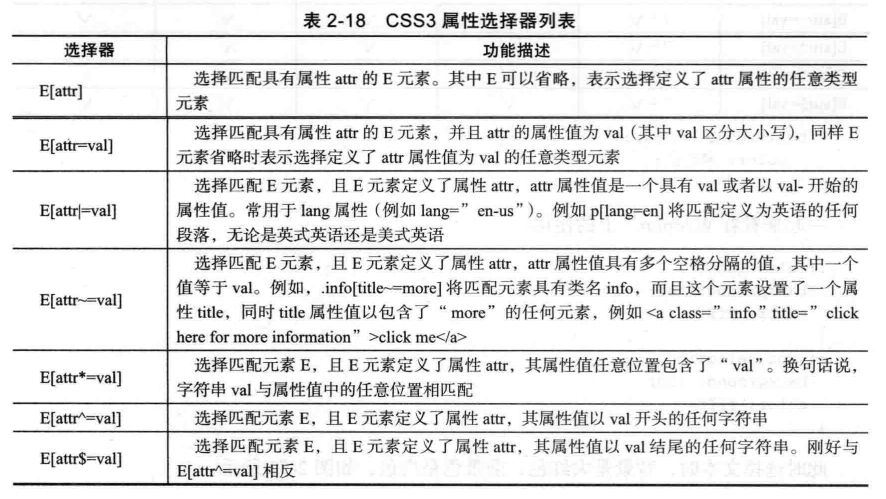 表 2-18 CSS3 属性选择器列表
选择器 功能描述
E[attr] 选择匹配具有属性 attr 的 E 元素。其中 E 可以省略，表示选择定义了 attr 属性的任意类型
元素
E[attr=val] 选择匹配具有属性 attr 的 E 元素，并且 attr 的属性值为 val（其中 val 区分大小写），同样 E
元素省略时表示选择定义了 attr 属性值为 val 的任意类型元素
选择匹配 E 元素，且 E 元素定义了属性 attr，attr 属性值是一个具有 val 或者以 val- 开始的
E[attr|=val] 属性值。常用于 lang 属性（例如 lang=” en-us”）。例如 p[lang=en] 将匹配定义为英语的任何
段落，无论是英式英语还是美式英语
选择匹配 E 元素，且 E 元素定义了属性 attr，attr 属性值具有多个空格分隔的值，其中一个
E[attr~=val] 值等于 val。例如，.info[title~=more] 将匹配元素具有类名 info，而且这个元素设置了一个属
性 title，同时 title 属性值以包含了“more”的任何元素，例如 <a class=” info” title=” click
here for more information” >click me</a>
E[attr*=val] 选择匹配元素 E，且 E 元素定义了属性 attr，其属性值任意位置包含了“val”。换句话说，
字符串 val 与属性值中的任意位置相匹配
E[attr^=val] 选择匹配元素 E，且 E 元素定义了属性 attr，其属性值以 val 开头的任何字符串
E[attr$=val] 选择匹配元素 E，且 E 元素定义了属性 attr，其属性值以 val 结尾的任何字符串。刚好与
E[attr^=val] 相反